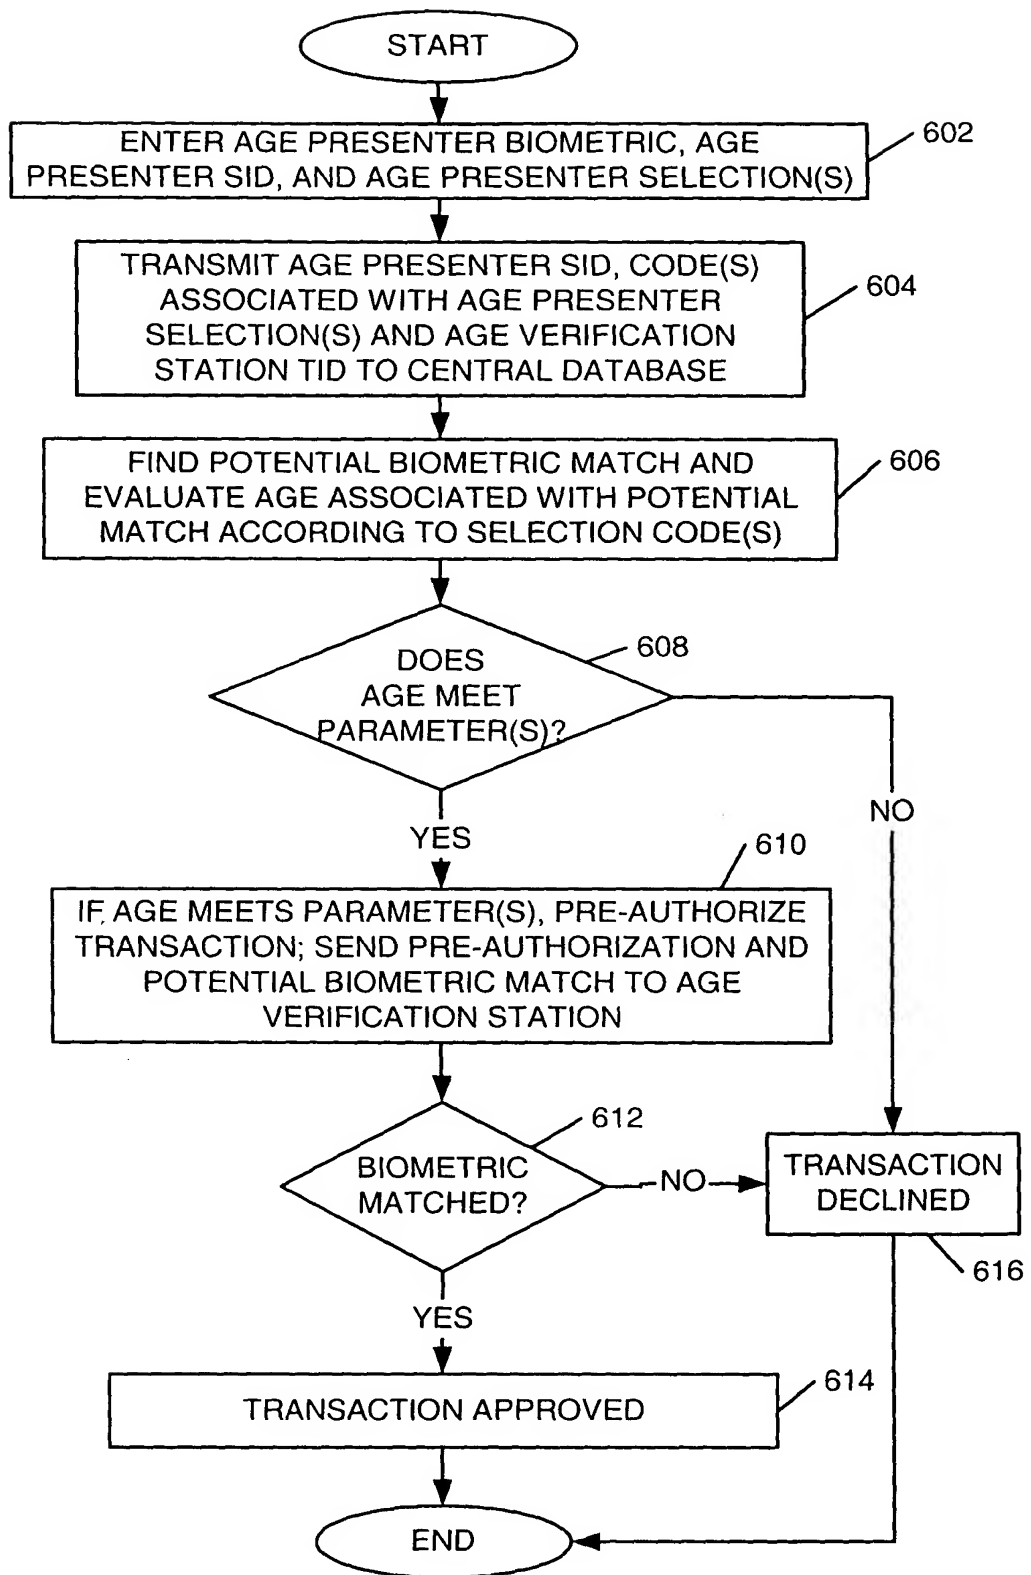 START
ENTER AGE PRESENTER BIOMETRIC, AGE
PRESENTER SID, AND AGE PRESENTER SELECTION(S)
602
TRANSMIT AGE PRESENTER SID, CODE(S)
ASSOCIATED WITH AGE PRESENTER
SELECTION(S) AND AGE VERIFICATION
STATION TID TO CENTRAL DATABASE
604
FIND POTENTIAL BIOMETRIC MATCH AND
EVALUATE AGE ASSOCIATED WITH POTENTIAL
MATCH ACCORDING TO SELECTION CODE(S)
606
DOES
AGE MEET
PARAMETER(S)?
608
NO
YES
610
IF AGE MEETS PARAMETER(S), PRE-AUTHORIZE
TRANSACTION; SEND PRE-AUTHORIZATION AND
POTENTIAL BIOMETRIC MATCH TO AGE
VERIFICATION STATION
612
BIOMETRIC
MATCHED?
NO
TRANSACTION
DECLINED
616
YES
614
TRANSACTION APPROVED
END